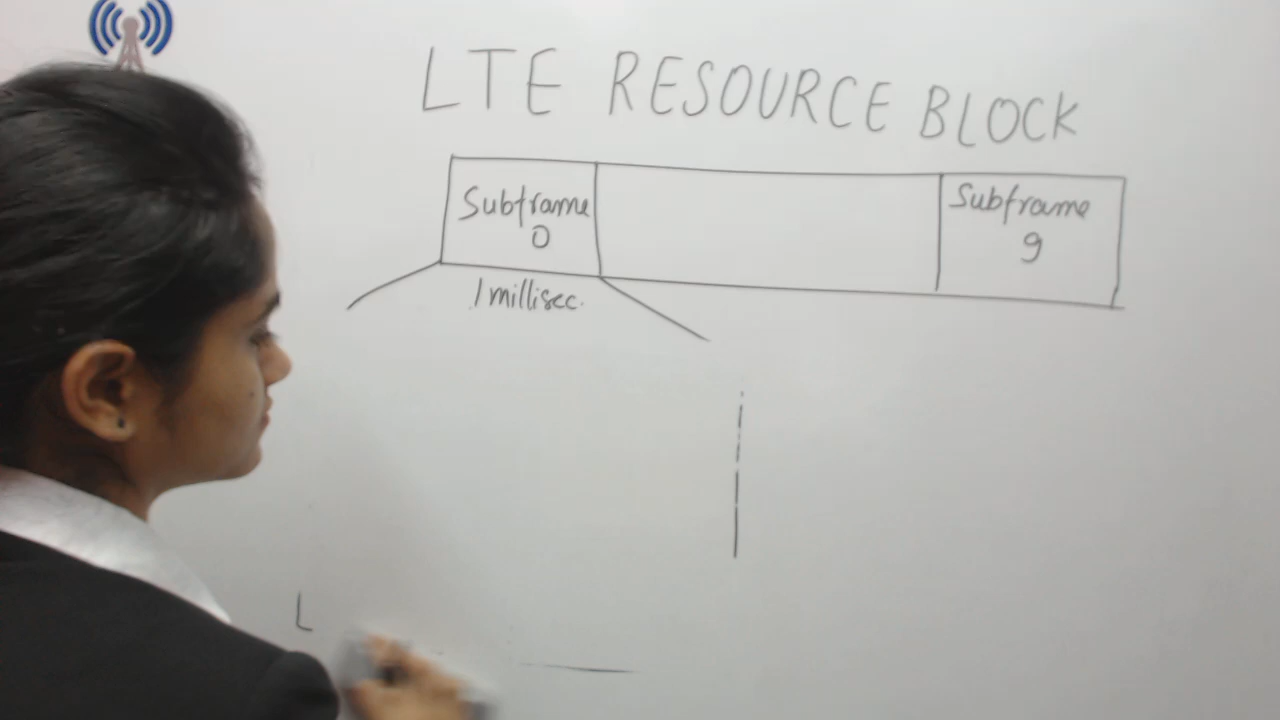 LTE RESOURCE BLOCK
Subframe
0
Subframe
9
1 millisec.
L